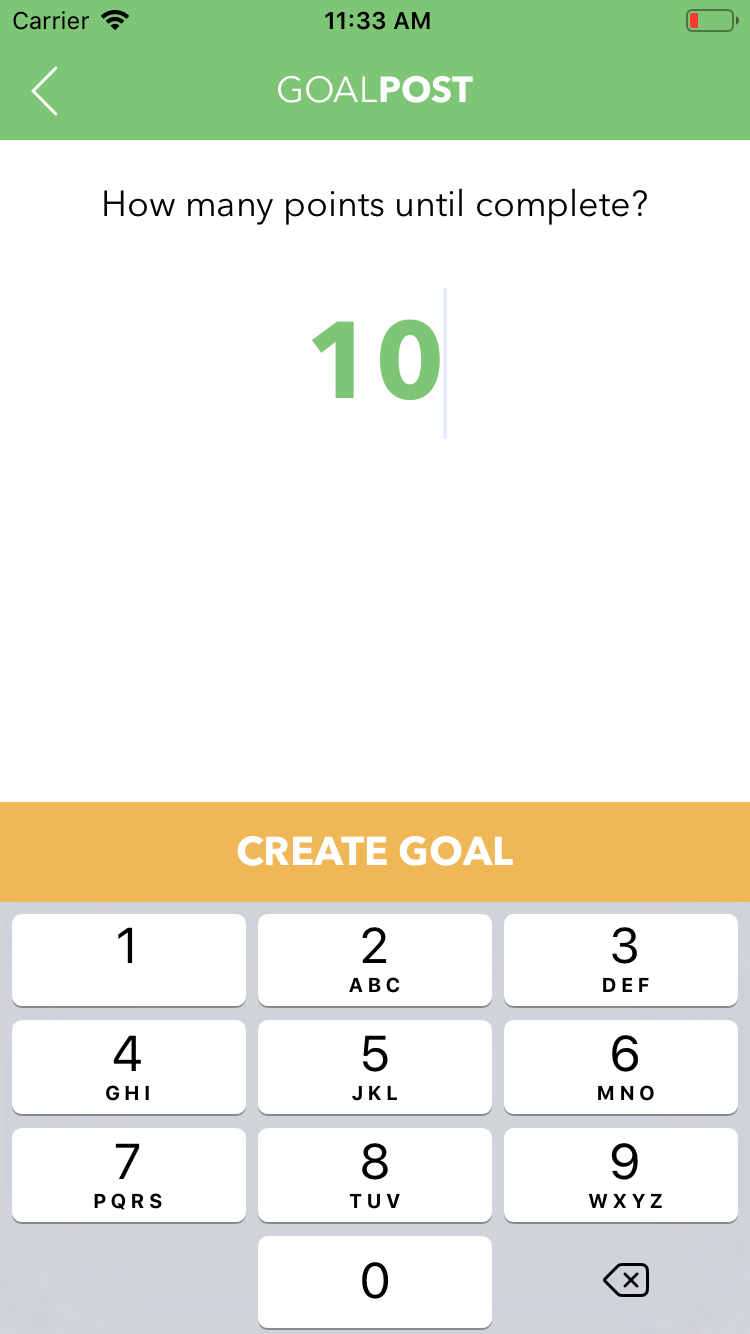 Carrier 11:33 AM
GOALPOST
How many points until complete?
10
CREATE GOAL
1 2 3
ABC DEF
4 5 6
GHI JKL MNO
7 8 9
PQRS TUV WXYZ
0